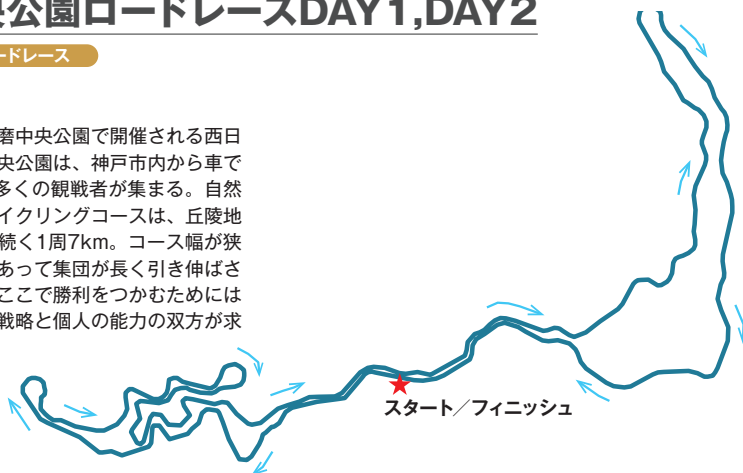 央公園ロードレースDAY1,DAY2
ードレース
磨中央公園で開催される西日
央公園は、神戸市内から車で
多くの観戦者が集まる。自然
イクリングコースは、丘陵地
続く1周7km。コース幅が狭
あって集団が長く引き伸ばさ
ここで勝利をつかむためには
戦略と個人の能力の双方が求
スタート／フィニッシュ